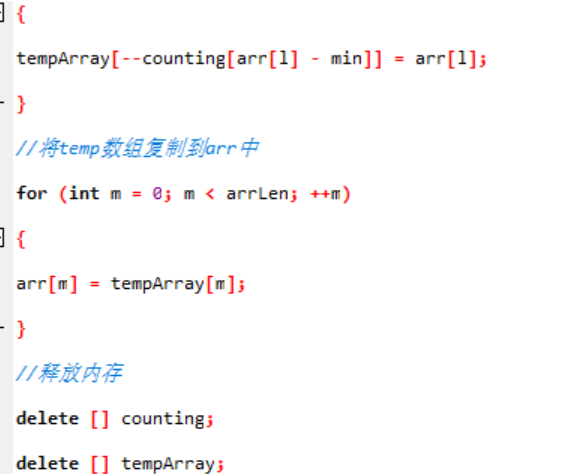 {
tempArray[--counting[arr[l] - min]] = arr[l];
}
//将temp数组复制到arr中
for (int m = 0; m < arrLen; ++m)
{
arr[m] = tempArray[m];
}
//释放内存
delete [] counting;
delete [] tempArray;